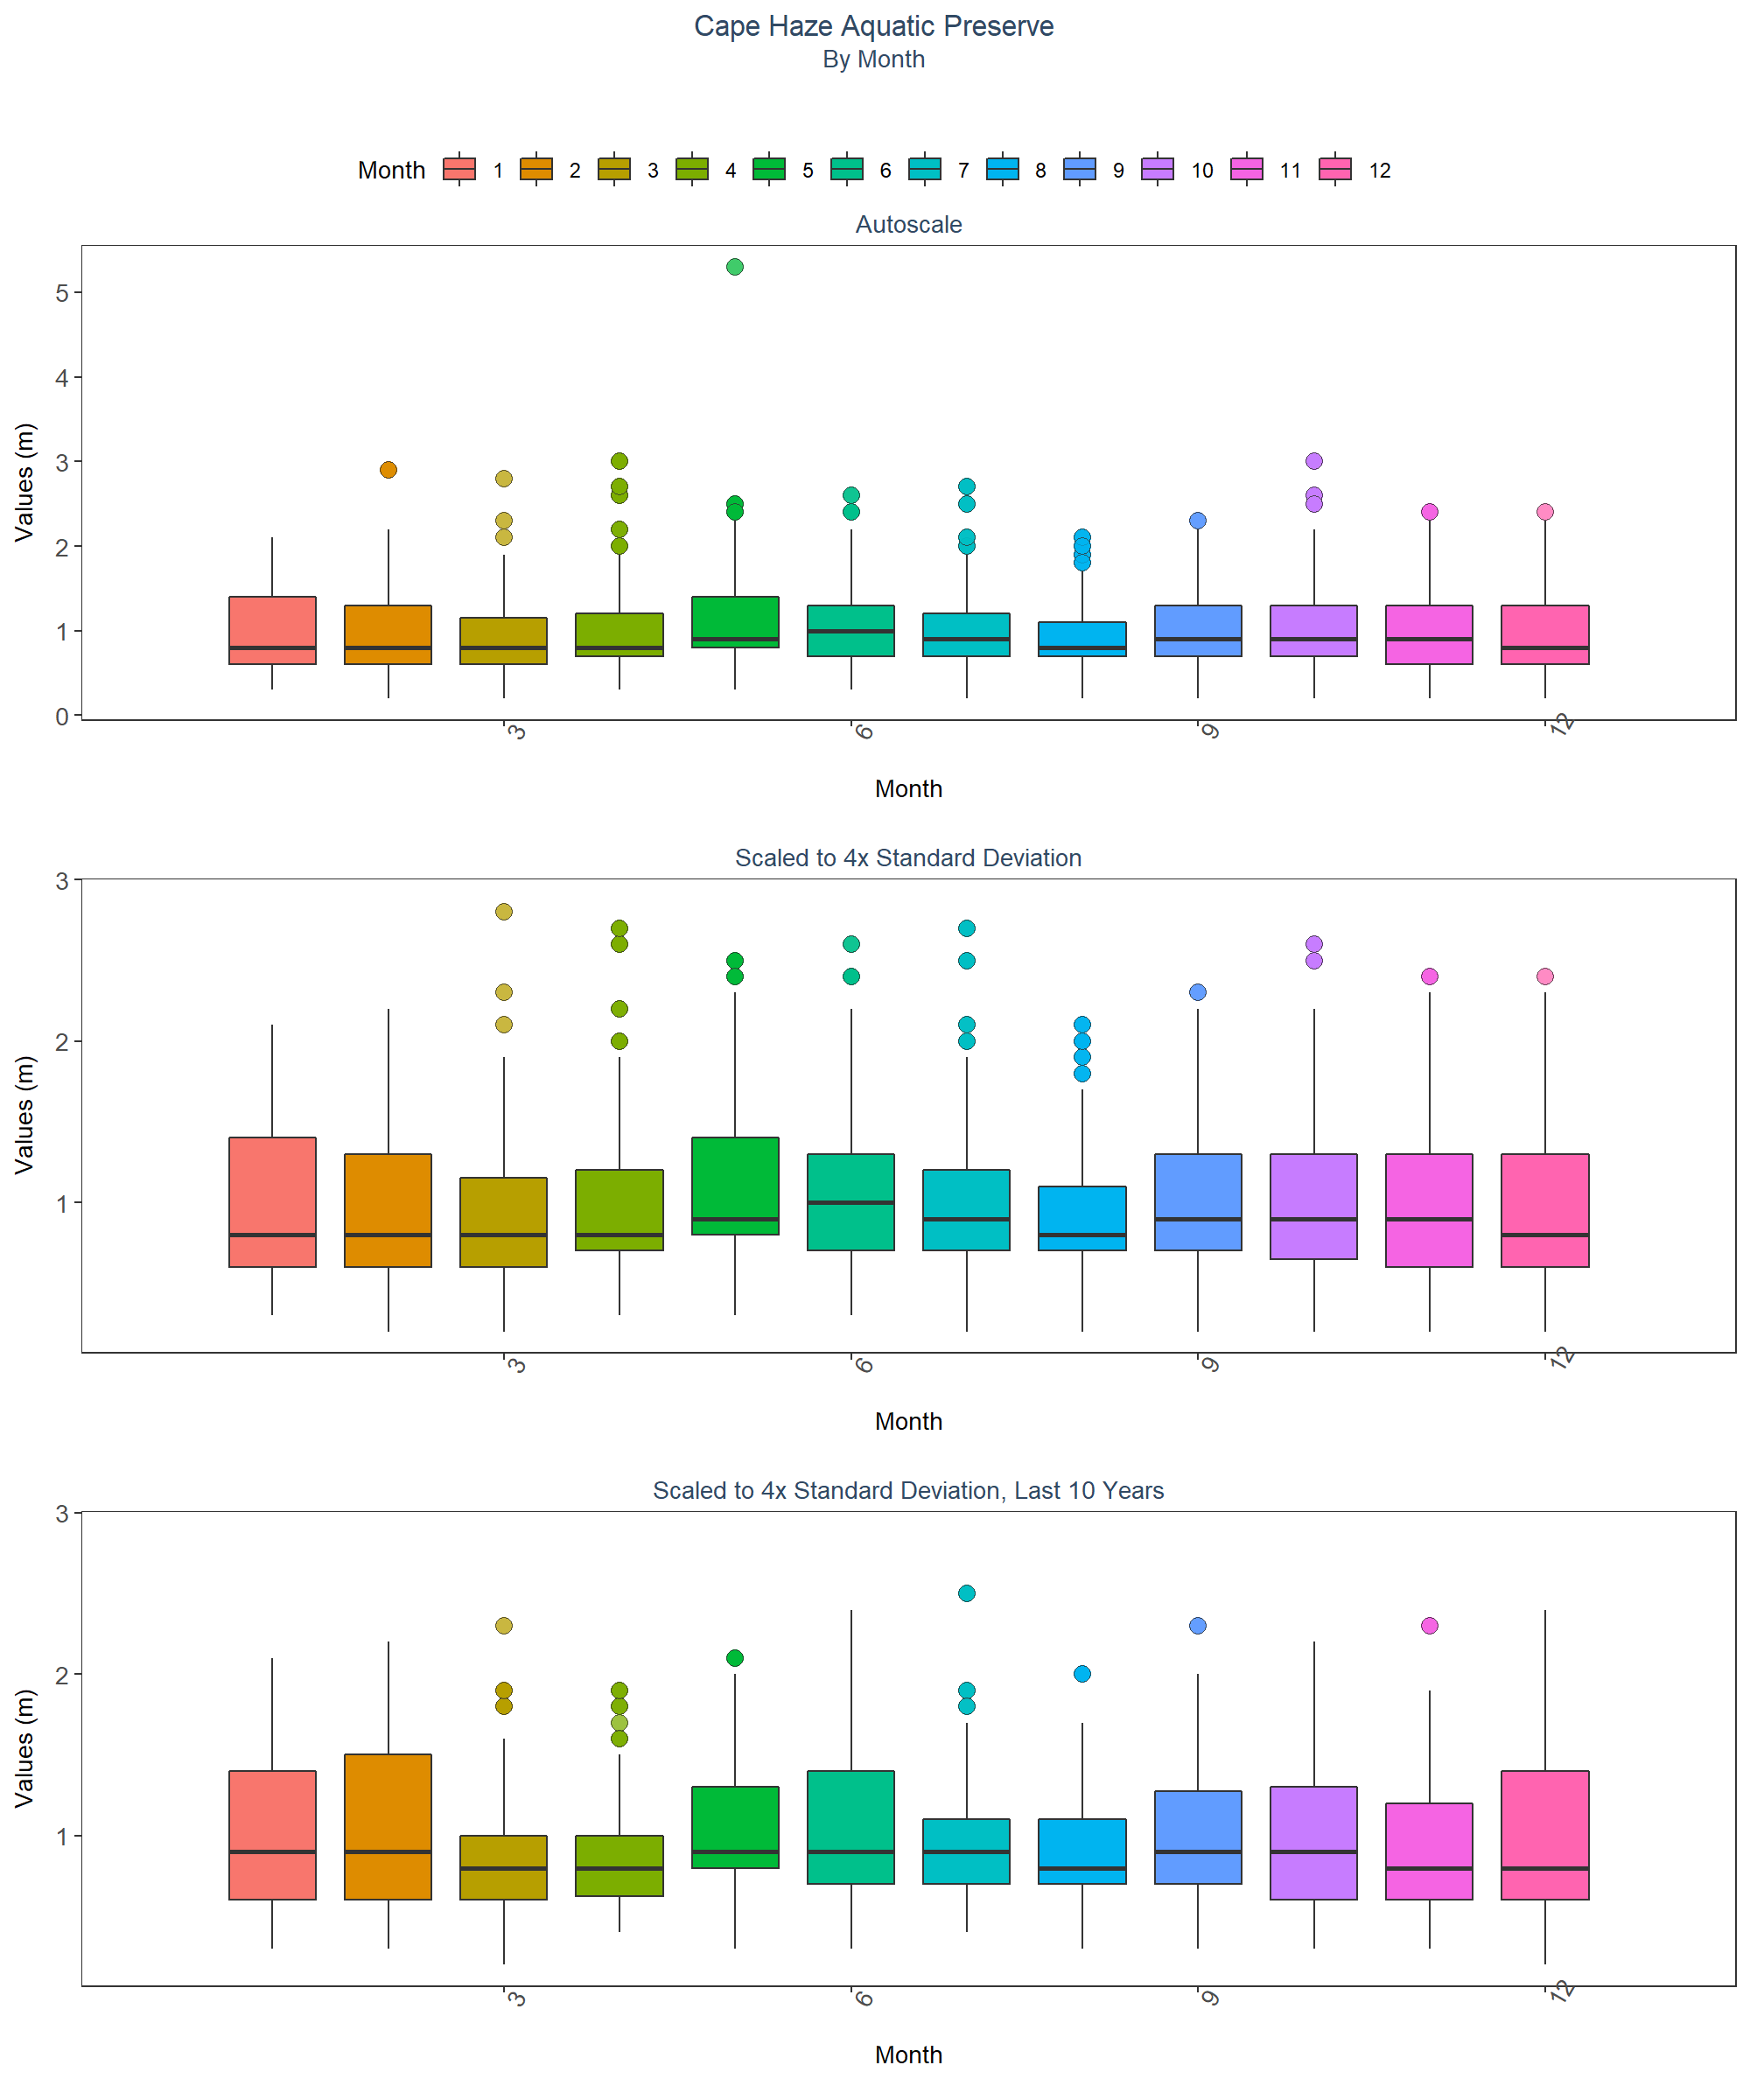 Cape Haze Aquatic Preserve
By Month
Month 1 2 3 4 5 6 7 8 9 10 11 12
Autoscale
Values (m)
5
4
3
2
1
0
3 6 9 12
Month
Scaled to 4x Standard Deviation
Values (m)
3
2
1
3 6 9 12
Month
Scaled to 4x Standard Deviation, Last 10 Years
Values (m)
3
2
1
3 6 9 12
Month